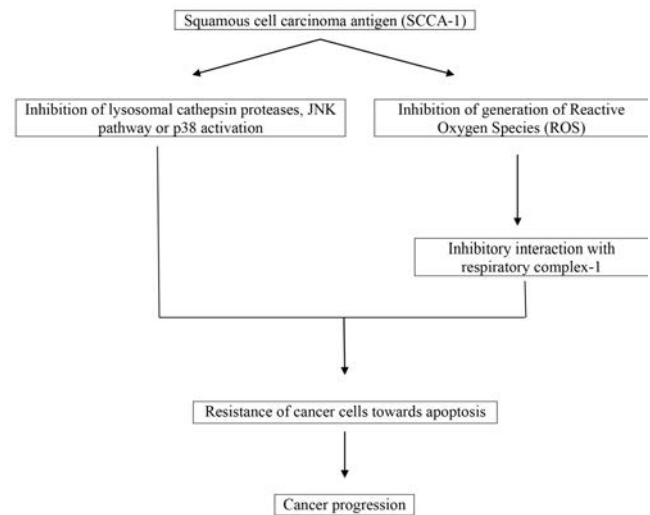 Squamous cell carcinoma antigen (SCCA-1)
Inhibition of lysosomal cathepsin proteases, JNK
pathway or p38 activation
Inhibition of generation of Reactive
Oxygen Species (ROS)
Inhibitory interaction with
respiratory complex-1
Resistance of cancer cells towards apoptosis
Cancer progression